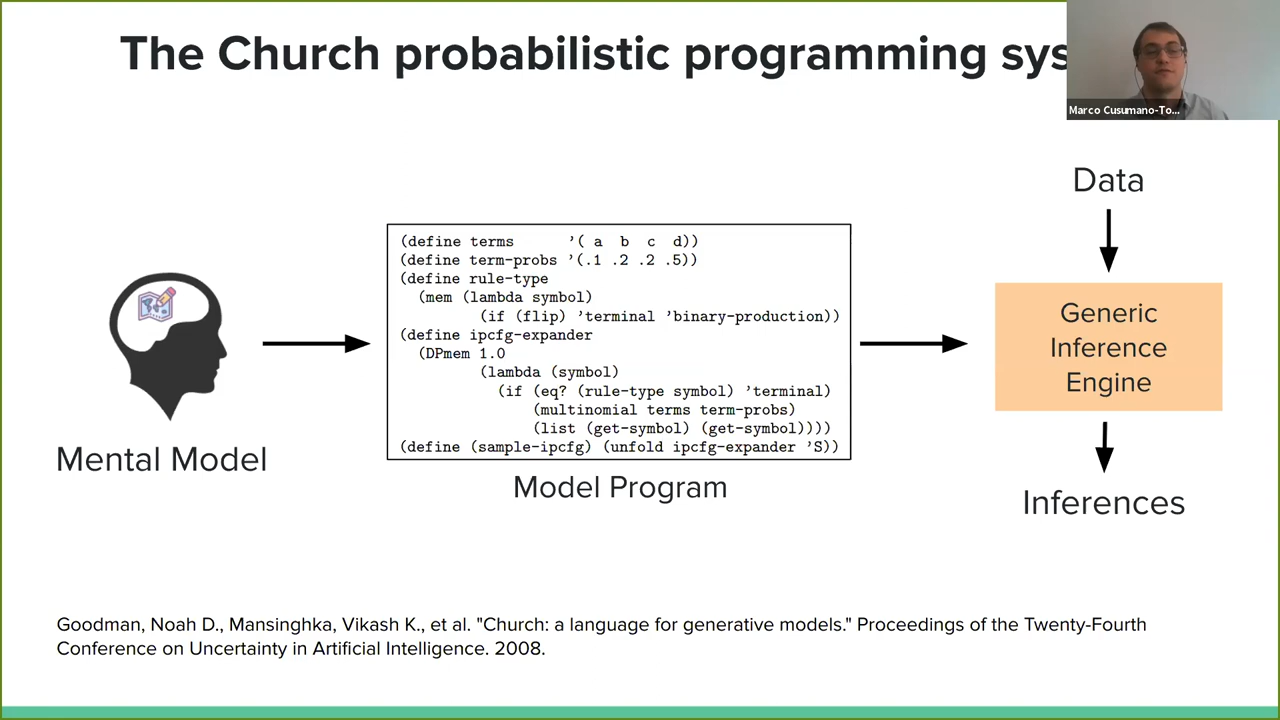 The Church probabilistic programming sys
Marco Cusumano-To...
Data
(define terms      '( a  b  c  d))
(define term-probs '(.1 .2 .2 .5))
(define rule-type
  (mem (lambda symbol)
         (if (flip) 'terminal 'binary-production))
(define ipcfg-expander
  (DPmem 1.0
         (lambda (symbol)
           (if (eq? (rule-type symbol) 'terminal)
               (multinomial terms term-probs)
               (list (get-symbol) (get-symbol))))
(define (sample-ipcfg) (unfold ipcfg-expander 'S))
Generic
Inference
Engine
Mental Model
Model Program
Inferences
Goodman, Noah D., Mansinghka, Vikash K., et al. "Church: a language for generative models." Proceedings of the Twenty-Fourth
Conference on Uncertainty in Artificial Intelligence. 2008.